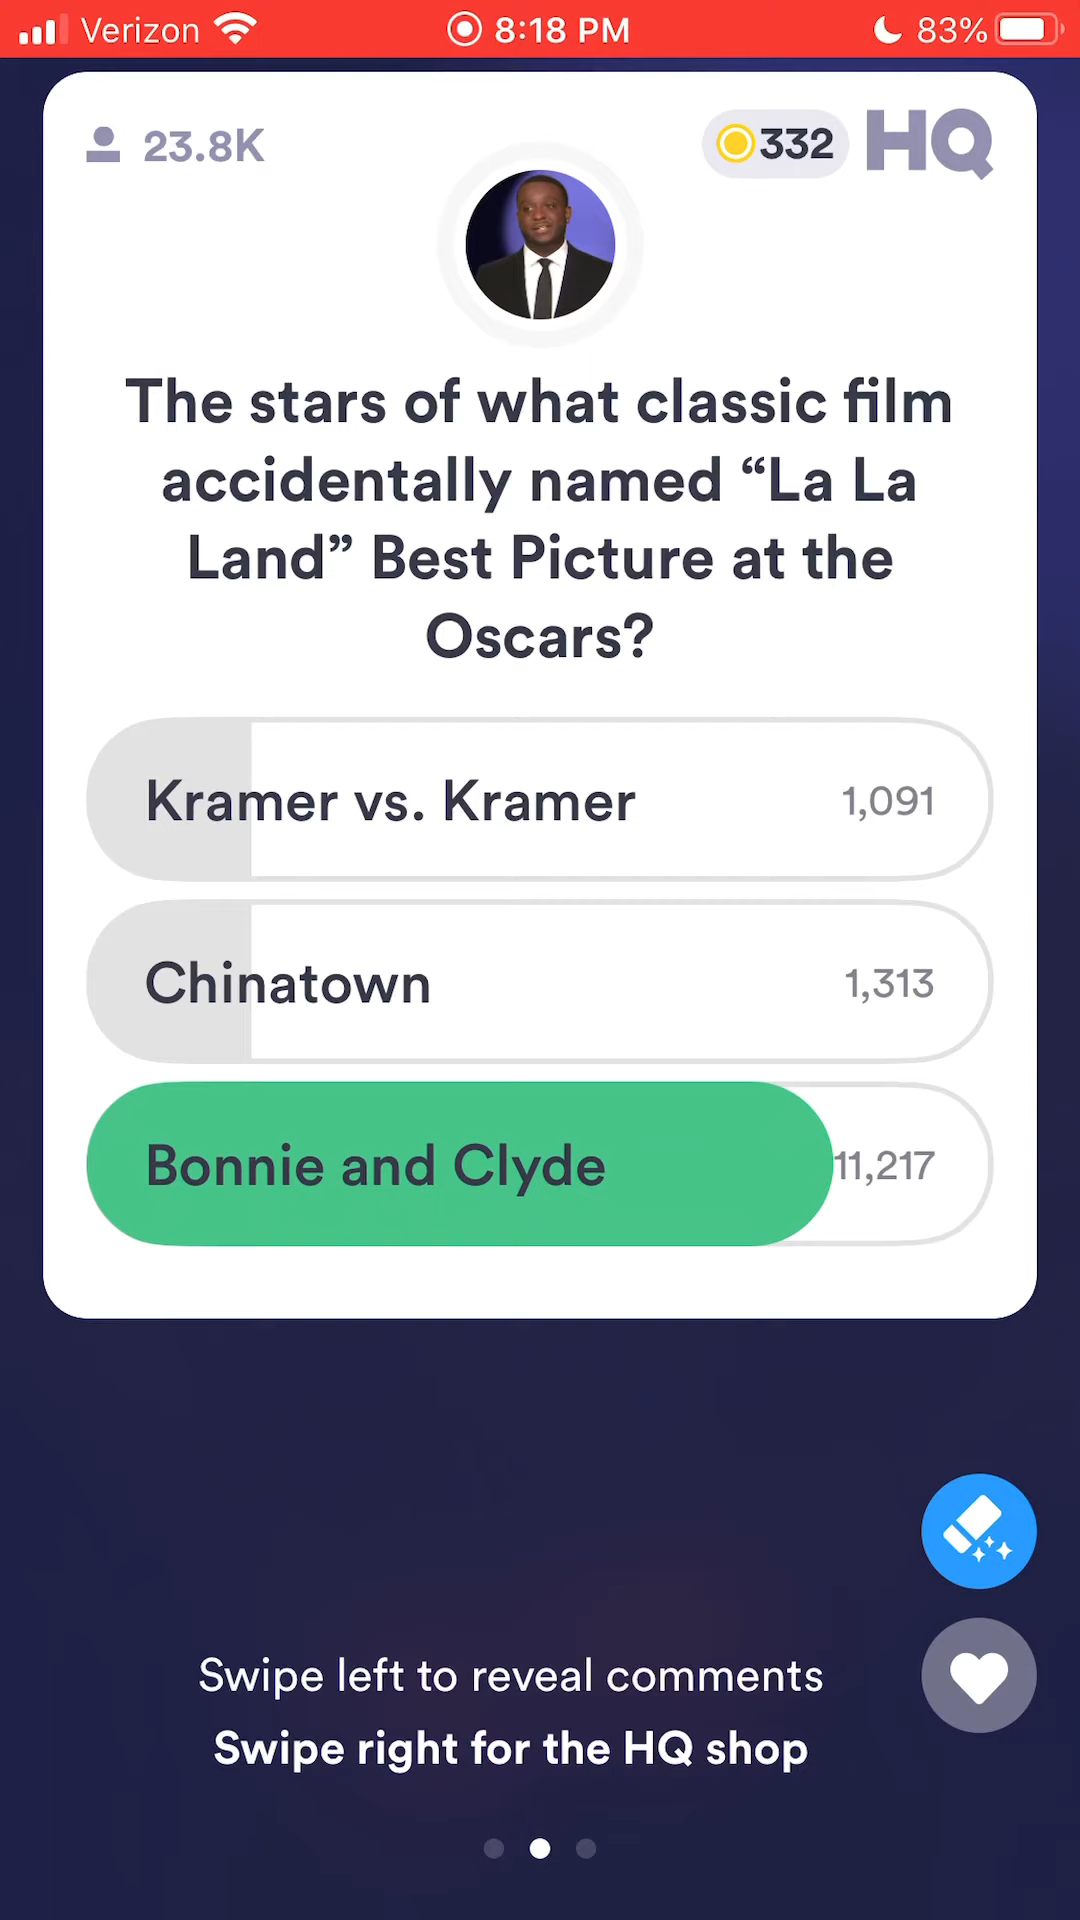 Verizon 8:18 PM 83%
23.8K 332 HQ
The stars of what classic film
accidentally named “La La
Land” Best Picture at the
Oscars?
Kramer vs. Kramer 1,091
Chinatown 1,313
Bonnie and Clyde 11,217
Swipe left to reveal comments
Swipe right for the HQ shop